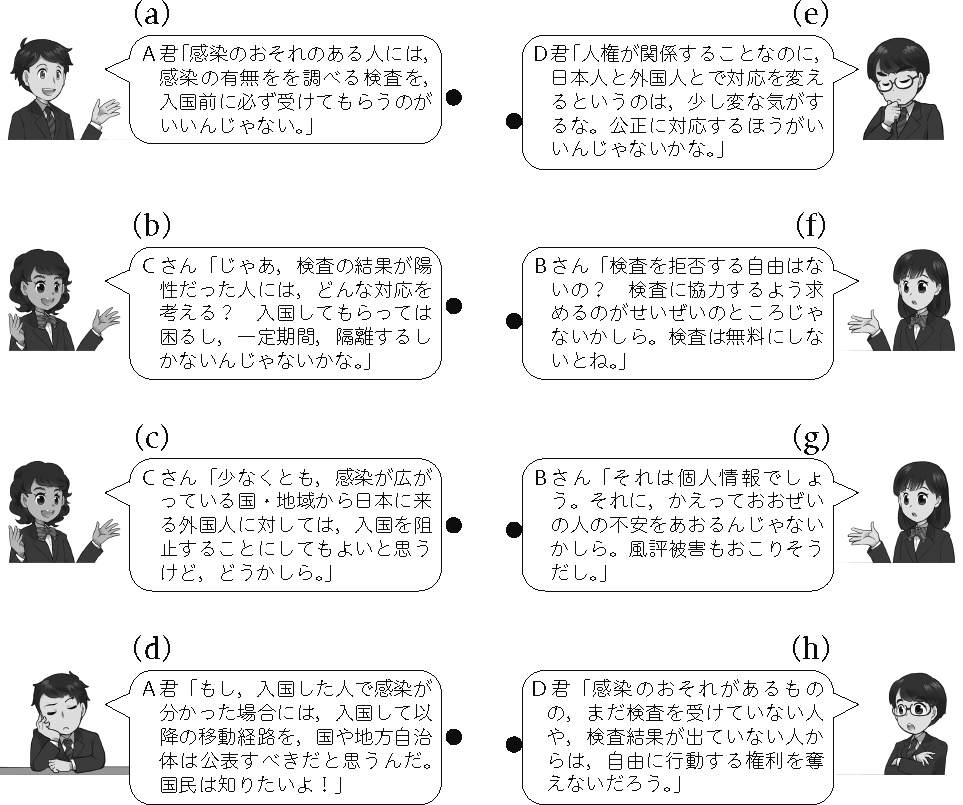 (a)
A君「感染のおそれのある人には，
感染の有無をを調べる検査を，
入国前に必ず受けてもらうのが
いいんじゃない。」
(b)
Cさん「じゃあ，検査の結果が陽
性だった人には，どんな対応を
考える？　入国してもらっては
困るし，一定期間，隔離するし
かないんじゃないかな。」
(c)
Cさん「少なくとも，感染が広が
っている国・地域から日本に来
る外国人に対しては，入国を阻
止することにしてもよいと思う
けど，どうかしら。」
(d)
A君「もし，入国した人で感染が
分かった場合には，入国して以
降の移動経路を，国や地方自治
体は公表すべきだと思うんだ。
国民は知りたいよ！」
(e)
D君「人権が関係することなのに，
日本人と外国人とで対応を変え
るというのは，少し変な気がす
るな。公正に対応するほうがい
いんじゃないかな。」
(f)
Bさん「検査を拒否する自由はな
いの？　検査に協力するよう求
めるのがせいぜいのところじゃ
ないかしら。検査は無料にしな
いとね。」
(g)
Bさん「それは個人情報でしょ
う。それに，かえっておおぜい
の人の不安をあおるんじゃない
かしら。風評被害もおこりそう
だし。」
(h)
D君「感染のおそれがあるもの
の，まだ検査を受けていない人
や，検査結果が出ていない人か
らは，自由に行動する権利を奪
えないだろう。」